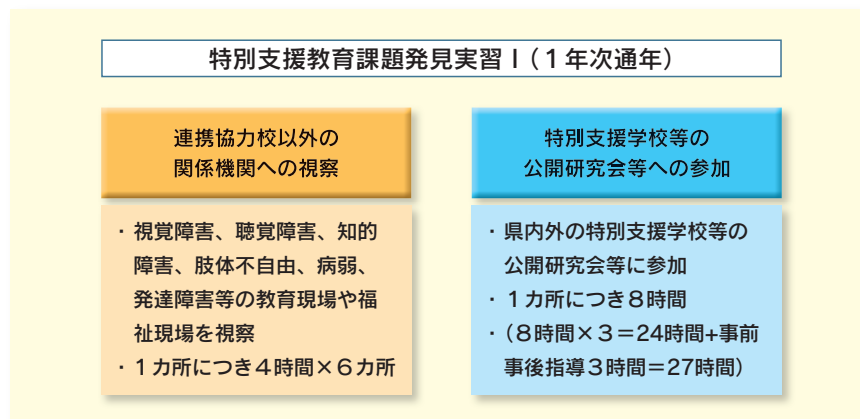 特別支援教育課題発見実習Ⅰ（１年次通年）
連携協力校以外の
関係機関への視察
・視覚障害、聴覚障害、知的
障害、肢体不自由、病弱、
発達障害等の教育現場や福
祉現場を視察
・１カ所につき４時間×６カ所
特別支援学校等の
公開研究会等への参加
・県内外の特別支援学校等の
公開研究会等に参加
・１カ所につき８時間
・（８時間×３＝24時間+事前
事後指導３時間＝27時間）